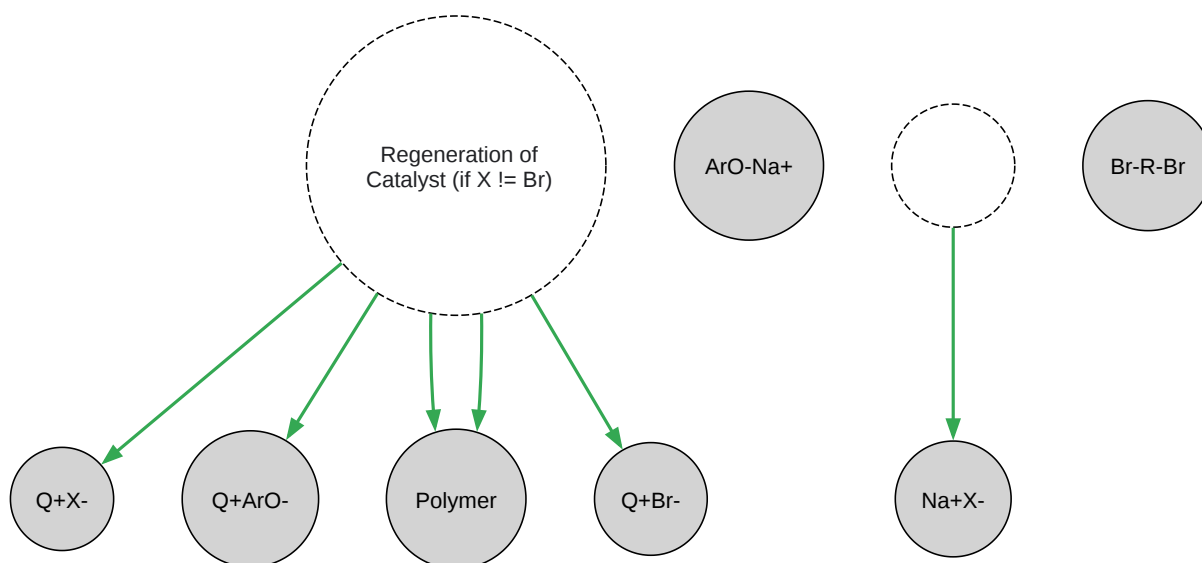 Regeneration of
Catalyst (if X != Br)
ArO-Na+
Br-R-Br
Q+X-
Q+ArO-
Polymer
Q+Br-
Na+X-